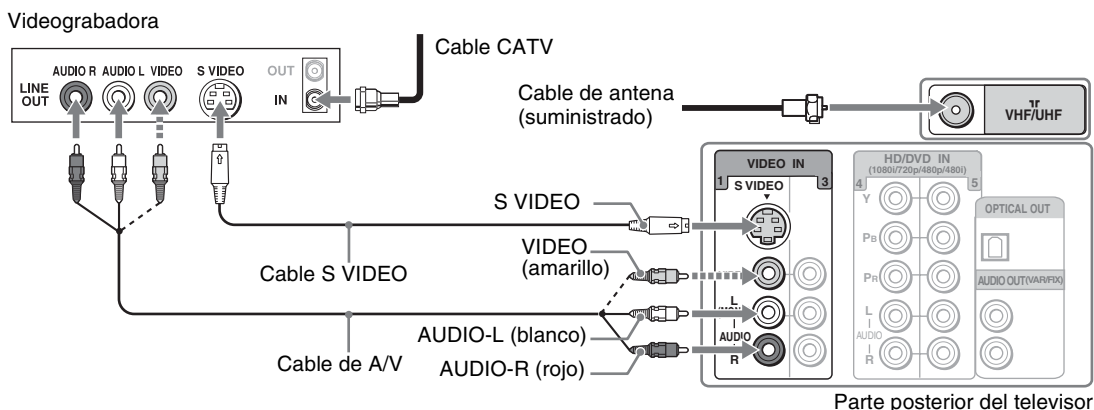 Videograbadora
Cable CATV
AUDIO R AUDIO L VIDEO S VIDEO OUT
LINE OUT
IN
Cable de antena
(suministrado)
VHF/UHF
VIDEO IN
1 S VIDEO 3
HD/DVD IN
(1080i/720p/480p/480i)
4 5
Y
PB
PR
L
AUDIO
R
OPTICAL OUT
AUDIO OUT(VAR/FIX)
S VIDEO
Cable S VIDEO
VIDEO
(amarillo)
L
AUDIO
R
AUDIO-L (blanco)
Cable de A/V
AUDIO-R (rojo)
Parte posterior del televisor